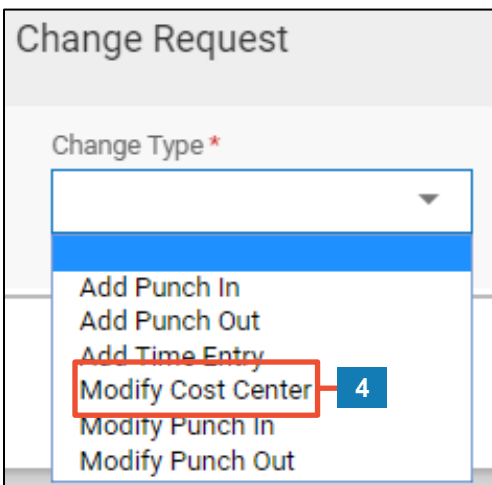 Change Request
Change Type *
Add Punch In
Add Punch Out
Add Time Entry
Modify Cost Center 4
Modify Punch In
Modify Punch Out